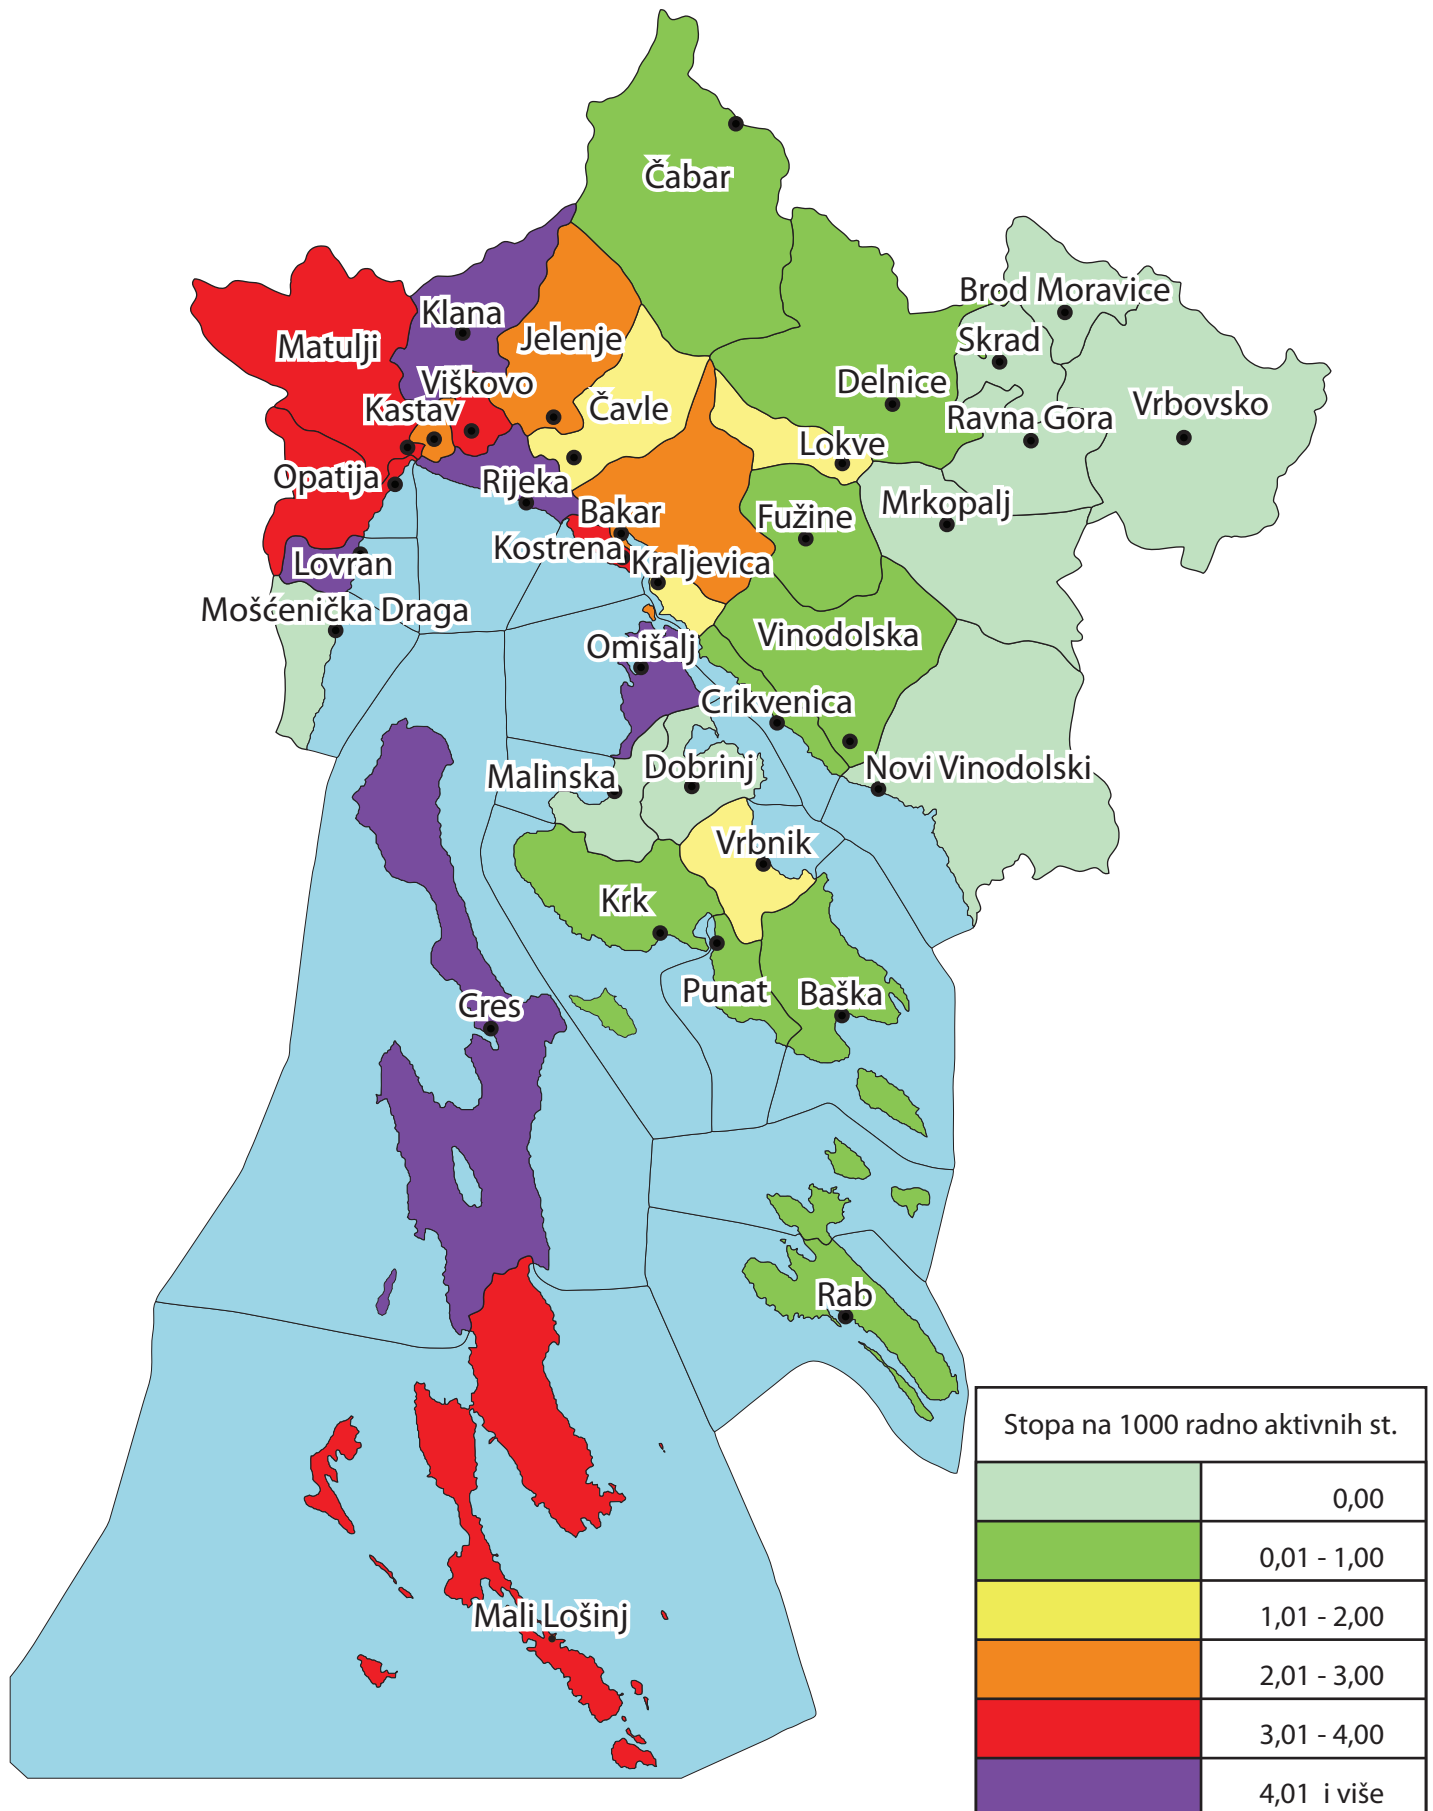 Čabar
Brod Moravice
Klana
Skrad
Jelenje
Matulji
Viškovo
Delnice
Kastav
Čavle
Vrbovsko
Ravna Gora
Lokve
Opatija
Rijeka
Mrkopalj
Bakar
Fužine
Kostrena
Lovran
Kraljevica
Mošćenička Draga
Vinodolska
Omišalj
Crikvenica
Malinska
Dobrinj
Novi Vinodolski
Vrbnik
Krk
Punat
Baška
Cres
Rab
Mali Lošinj
Stopa na 1000 radno aktivnih st.
0,00
0,01 - 1,00
1,01 - 2,00
2,01 - 3,00
3,01 - 4,00
4,01 i više